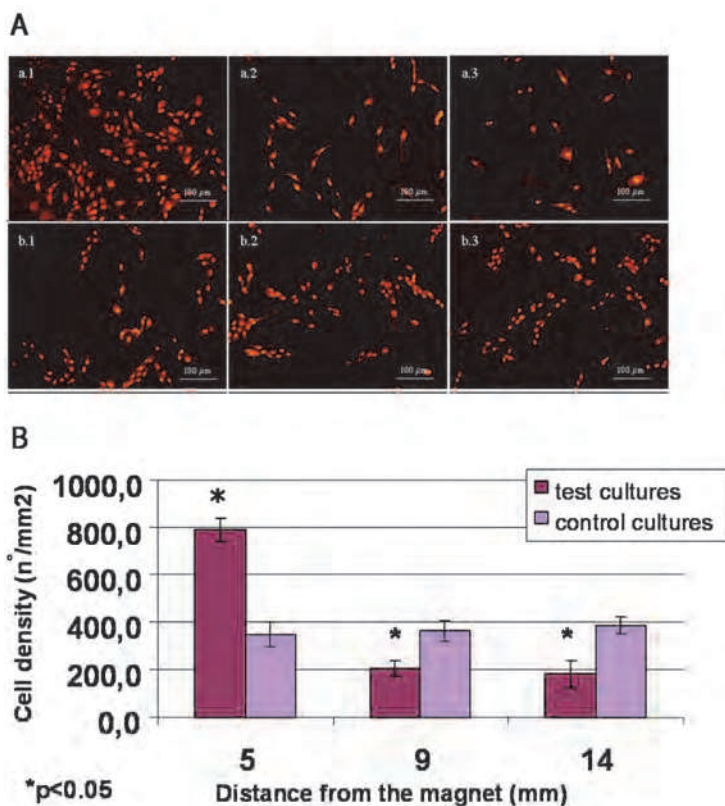 A
a.1 a.2 a.3
100 µm 100 µm 100 µm
b.1 b.2 b.3
100 µm 100 µm 100 µm
B
Cell density (n°/mm2)
1000,0
800,0
600,0
400,0
200,0
0,0
*
*
*
test cultures
control cultures
5 9 14
*p<0.05
Distance from the magnet (mm)